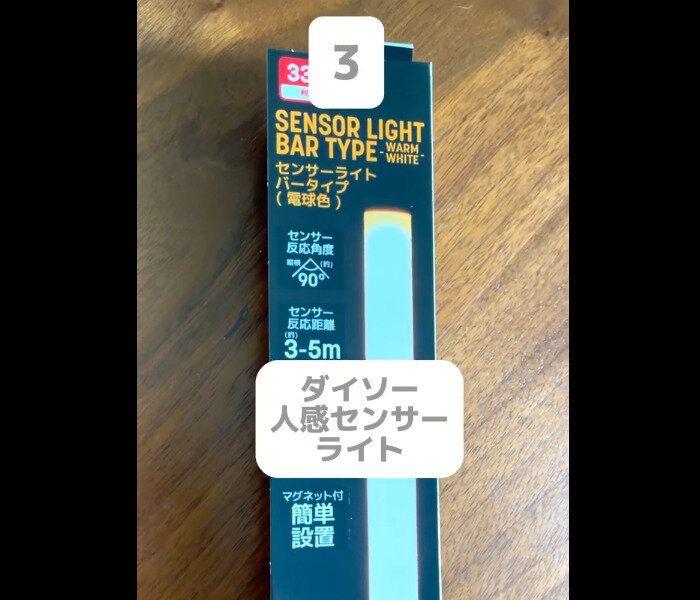 3
33
SENSOR LIGHT
BAR TYPE -WARM WHITE-
センサーライト
バータイプ
(電球色)
センサー
反応角度
縦横 (約)
90°
センサー
反応距離
(約)
3-5m
ダイソー
人感センサー
ライト
マグネット付
簡単
設置